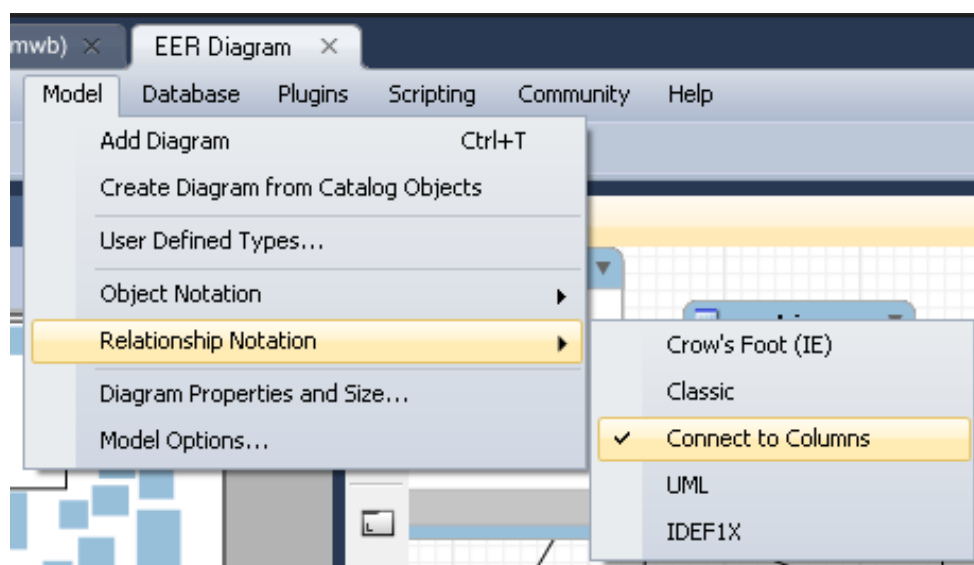 mwb)
EER Diagram
Model Database Plugins Scripting Community Help
Add Diagram Ctrl+T
Create Diagram from Catalog Objects
User Defined Types...
Object Notation
Relationship Notation
Diagram Properties and Size...
Model Options...
Crow's Foot (IE)
Classic
Connect to Columns
UML
IDEF1X